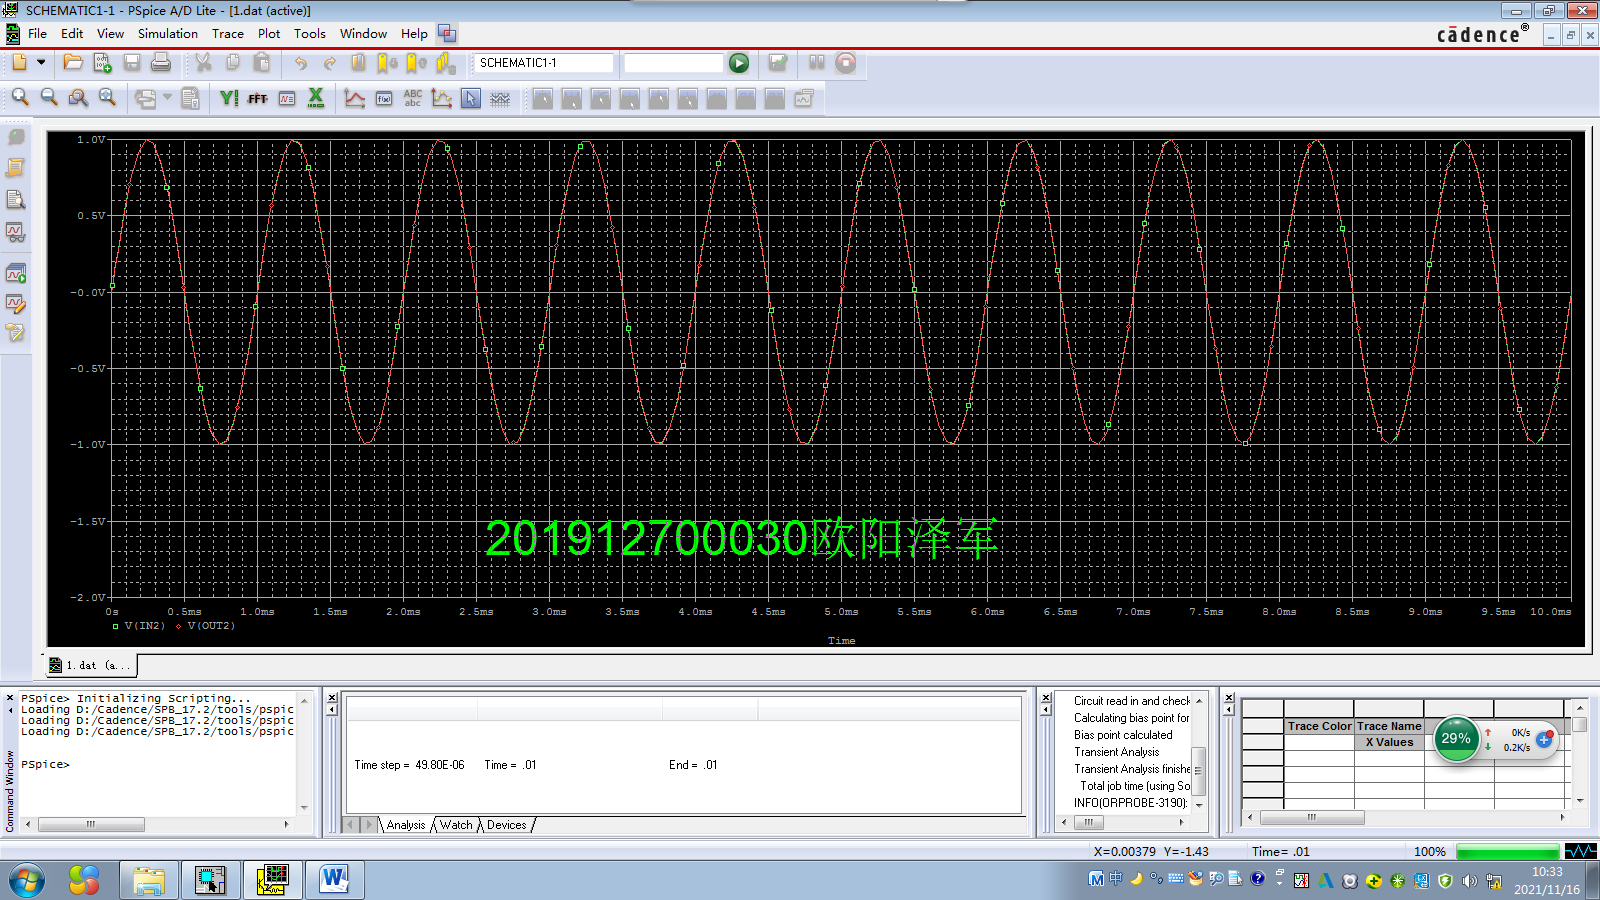 SCHEMATIC1-1 - PSpice A/D Lite - [1.dat (active)]
File Edit View Simulation Trace Plot Tools Window Help
cādence®
SCHEMATIC1-1
FFT
ABC
abc
1.0V
0.5V
-0.0V
-0.5V
-1.0V
-1.5V
-2.0V
201912700030欧阳泽军
0s 0.5ms 1.0ms 1.5ms 2.0ms 2.5ms 3.0ms 3.5ms 4.0ms 4.5ms 5.0ms 5.5ms 6.0ms 6.5ms 7.0ms 7.5ms 8.0ms 8.5ms 9.0ms 9.5ms 10.0ms
V(IN2) V(OUT2)
Time
1.dat (a...
Command Window
PSpice> Initializing Scripting...
Loading D:/Cadence/SPB_17.2/tools/pspic
Loading D:/Cadence/SPB_17.2/tools/pspic
Loading D:/Cadence/SPB_17.2/tools/pspic
PSpice>
Time step = 49.80E-06 Time = .01 End = .01
Analysis Watch Devices
Circuit read in and check
Calculating bias point for
Bias point calculated
Transient Analysis
Transient Analysis finishe
Total job time (using So
INFO(ORPROBE-3190):
Trace Color Trace Name
X Values
29%
0K/s
0.2K/s
X=0.00379 Y=-1.43 Time= .01 100%
中
10:33
2021/11/16